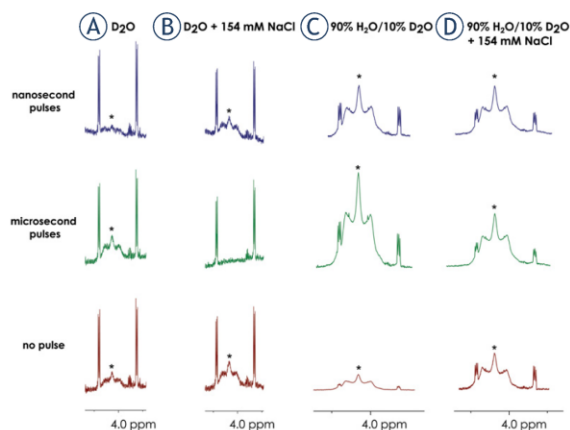 A D₂O
B D₂O + 154 mM NaCl
C 90% H₂O/10% D₂O
D 90% H₂O/10% D₂O
+ 154 mM NaCl
nanosecond
pulses
* * * *
microsecond
pulses
* * *
no pulse
* * * *
4.0 ppm 4.0 ppm 4.0 ppm 4.0 ppm